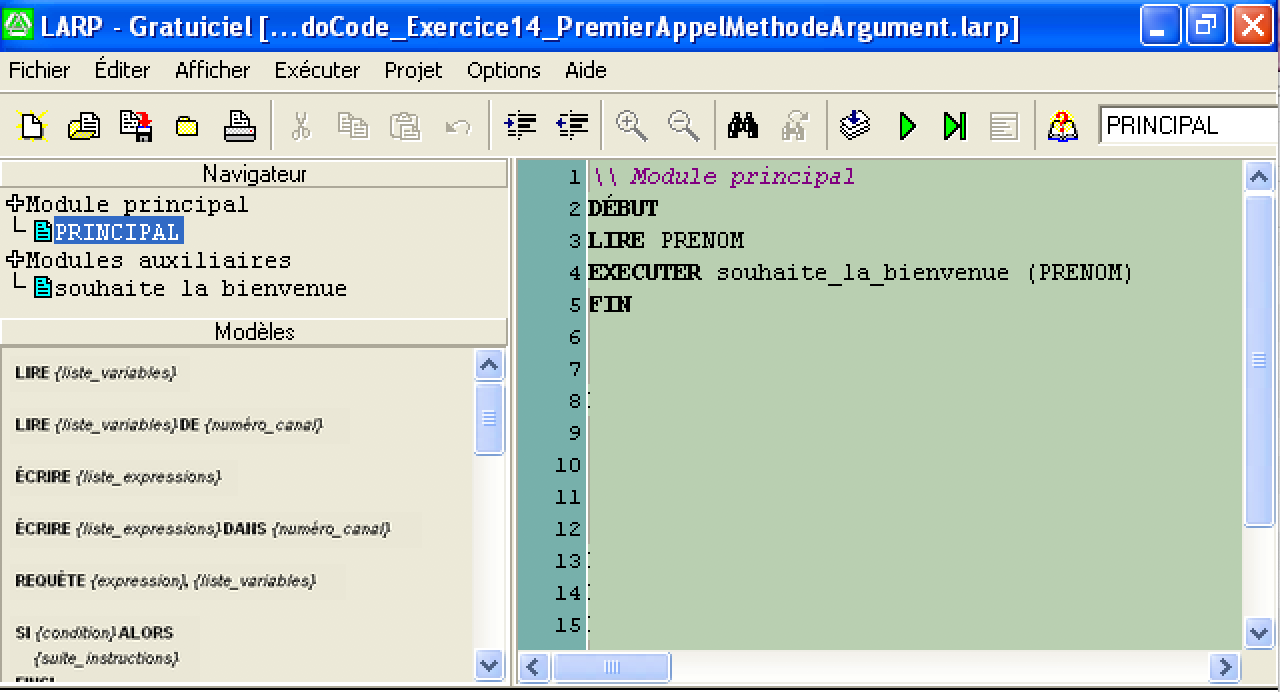 LARP - Gratuiciel [...doCode_Exercice14_PremierAppelMethodeArgument.larp]
Fichier Éditer Afficher Exécuter Projet Options Aide
PRINCIPAL
Navigateur
Module principal
PRINCIPAL
Modules auxiliaires
souhaite la bienvenue
Modèles
LIRE {liste_variables}
LIRE {liste_variables} DE {numéro_canal}
ÉCRIRE {liste_expressions}
ÉCRIRE {liste_expressions} DANS {numéro_canal}
REQUÊTE {expression}, {liste_variables}
SI {condition} ALORS
{suite_instructions}
FINSI
1 \\ Module principal
2 DÉBUT
3 LIRE PRENOM
4 EXECUTER souhaite_la_bienvenue (PRENOM)
5 FIN
6
7
8
9
10
11
12
13
14
15